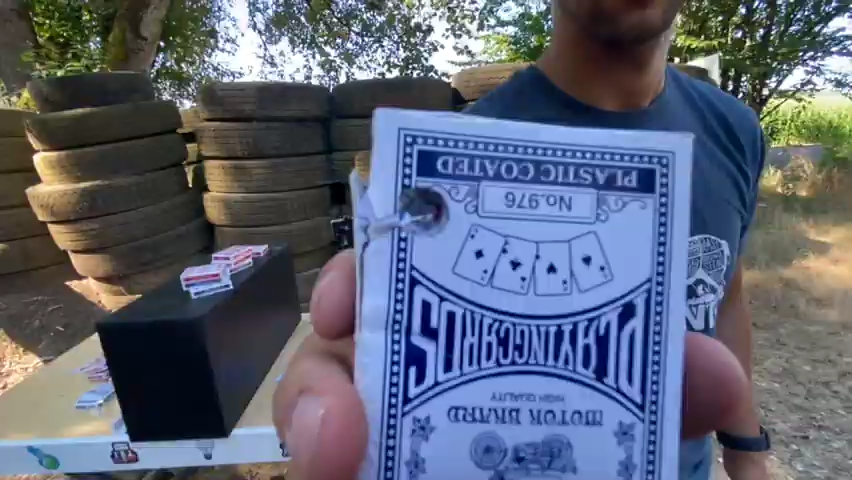 MOTOR BRAND
HIGH QUALITY
PLAYINGCARDS
No.976
PLASTIC COATED